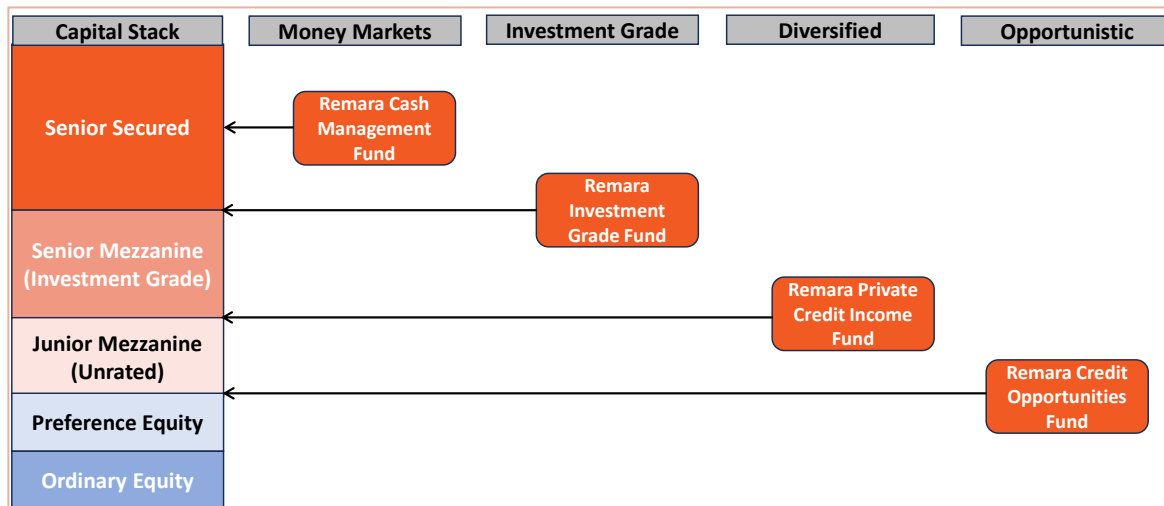 Capital Stack
Money Markets
Investment Grade
Diversified
Opportunistic
Senior Secured
Remara Cash
Management
Fund
Remara
Investment
Grade Fund
Senior Mezzanine
(Investment Grade)
Remara Private
Credit Income
Fund
Junior Mezzanine
(Unrated)
Remara Credit
Opportunities
Fund
Preference Equity
Ordinary Equity